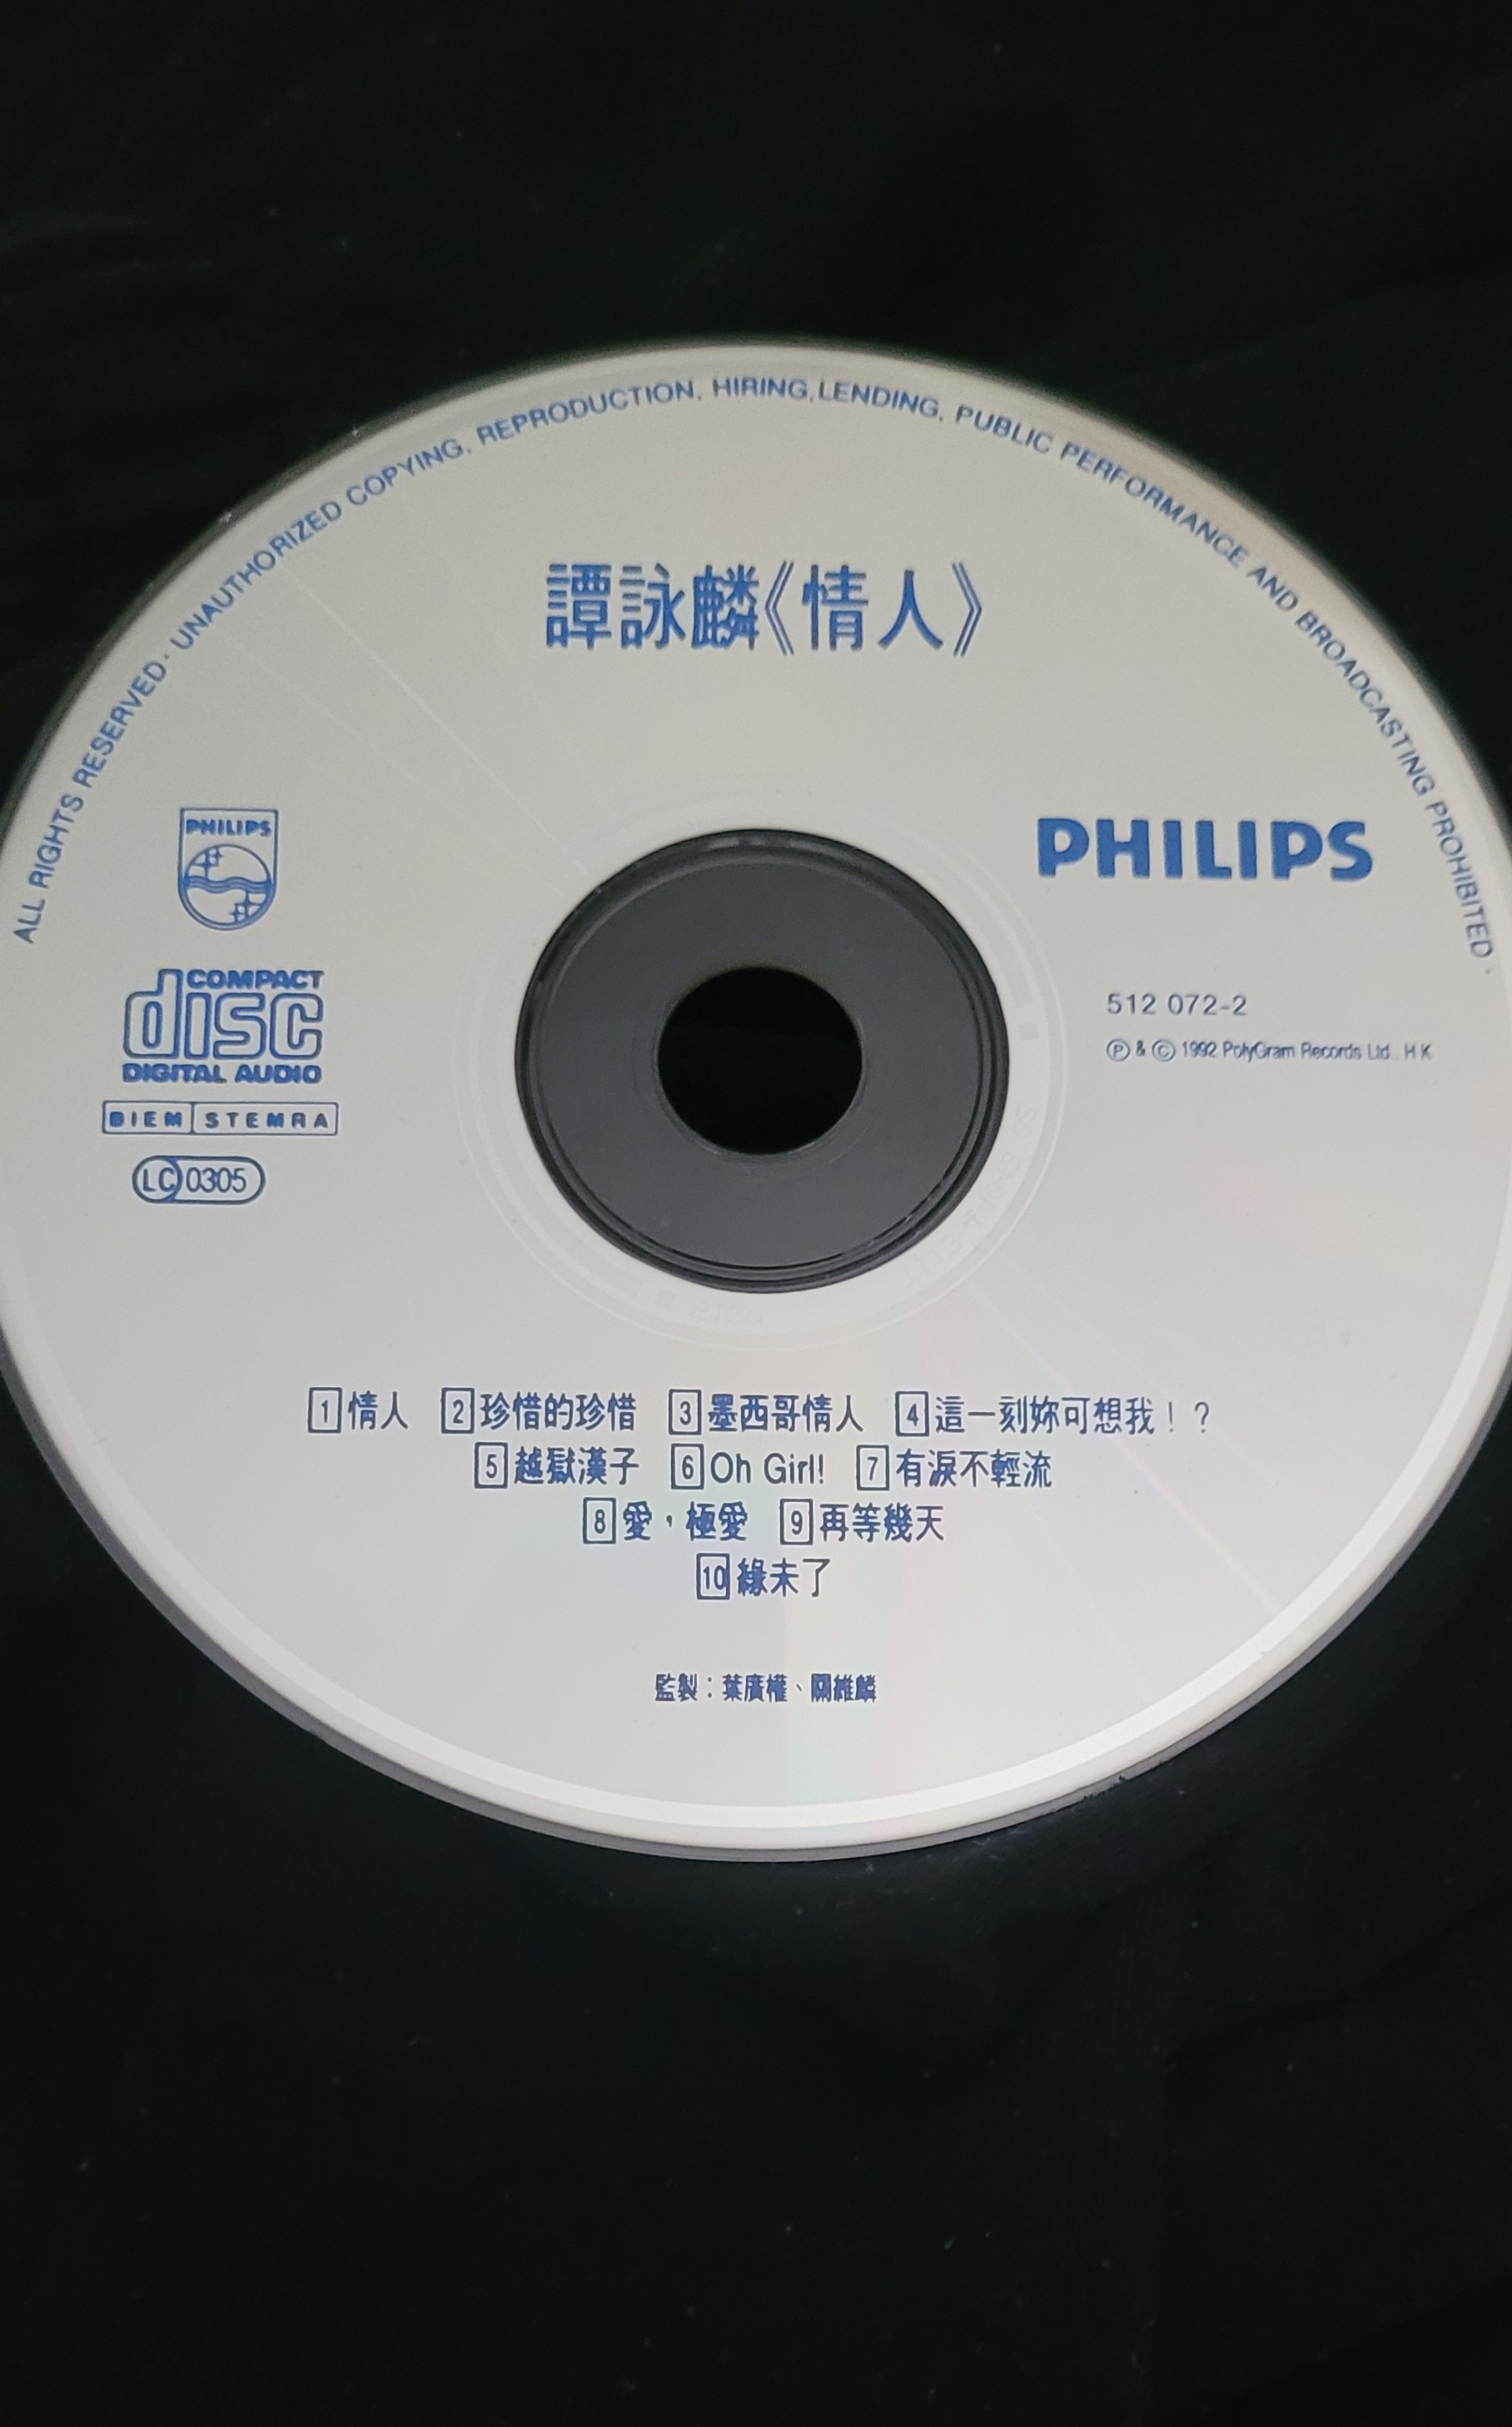 ALL RIGHTS RESERVED · UNAUTHORIZED COPYING, REPRODUCTION, HIRING, LENDING, PUBLIC PERFORMANCE AND BROADCASTING PROHIBITED ·
譚詠麟《情人》
PHILIPS
PHILIPS
COMPACT
disc
DIGITAL AUDIO
BIEM STEMRA
LC 0305
512 072-2
Ⓟ & Ⓒ 1992 PolyGram Records Ltd. H K
1 情人 2 珍惜的珍惜 3 墨西哥情人 4 這一刻妳可想我！？
5 越獄漢子 6 Oh Girl! 7 有淚不輕流
8 愛，極愛 9 再等幾天
10 緣未了
監製：葉廣權、關維麟